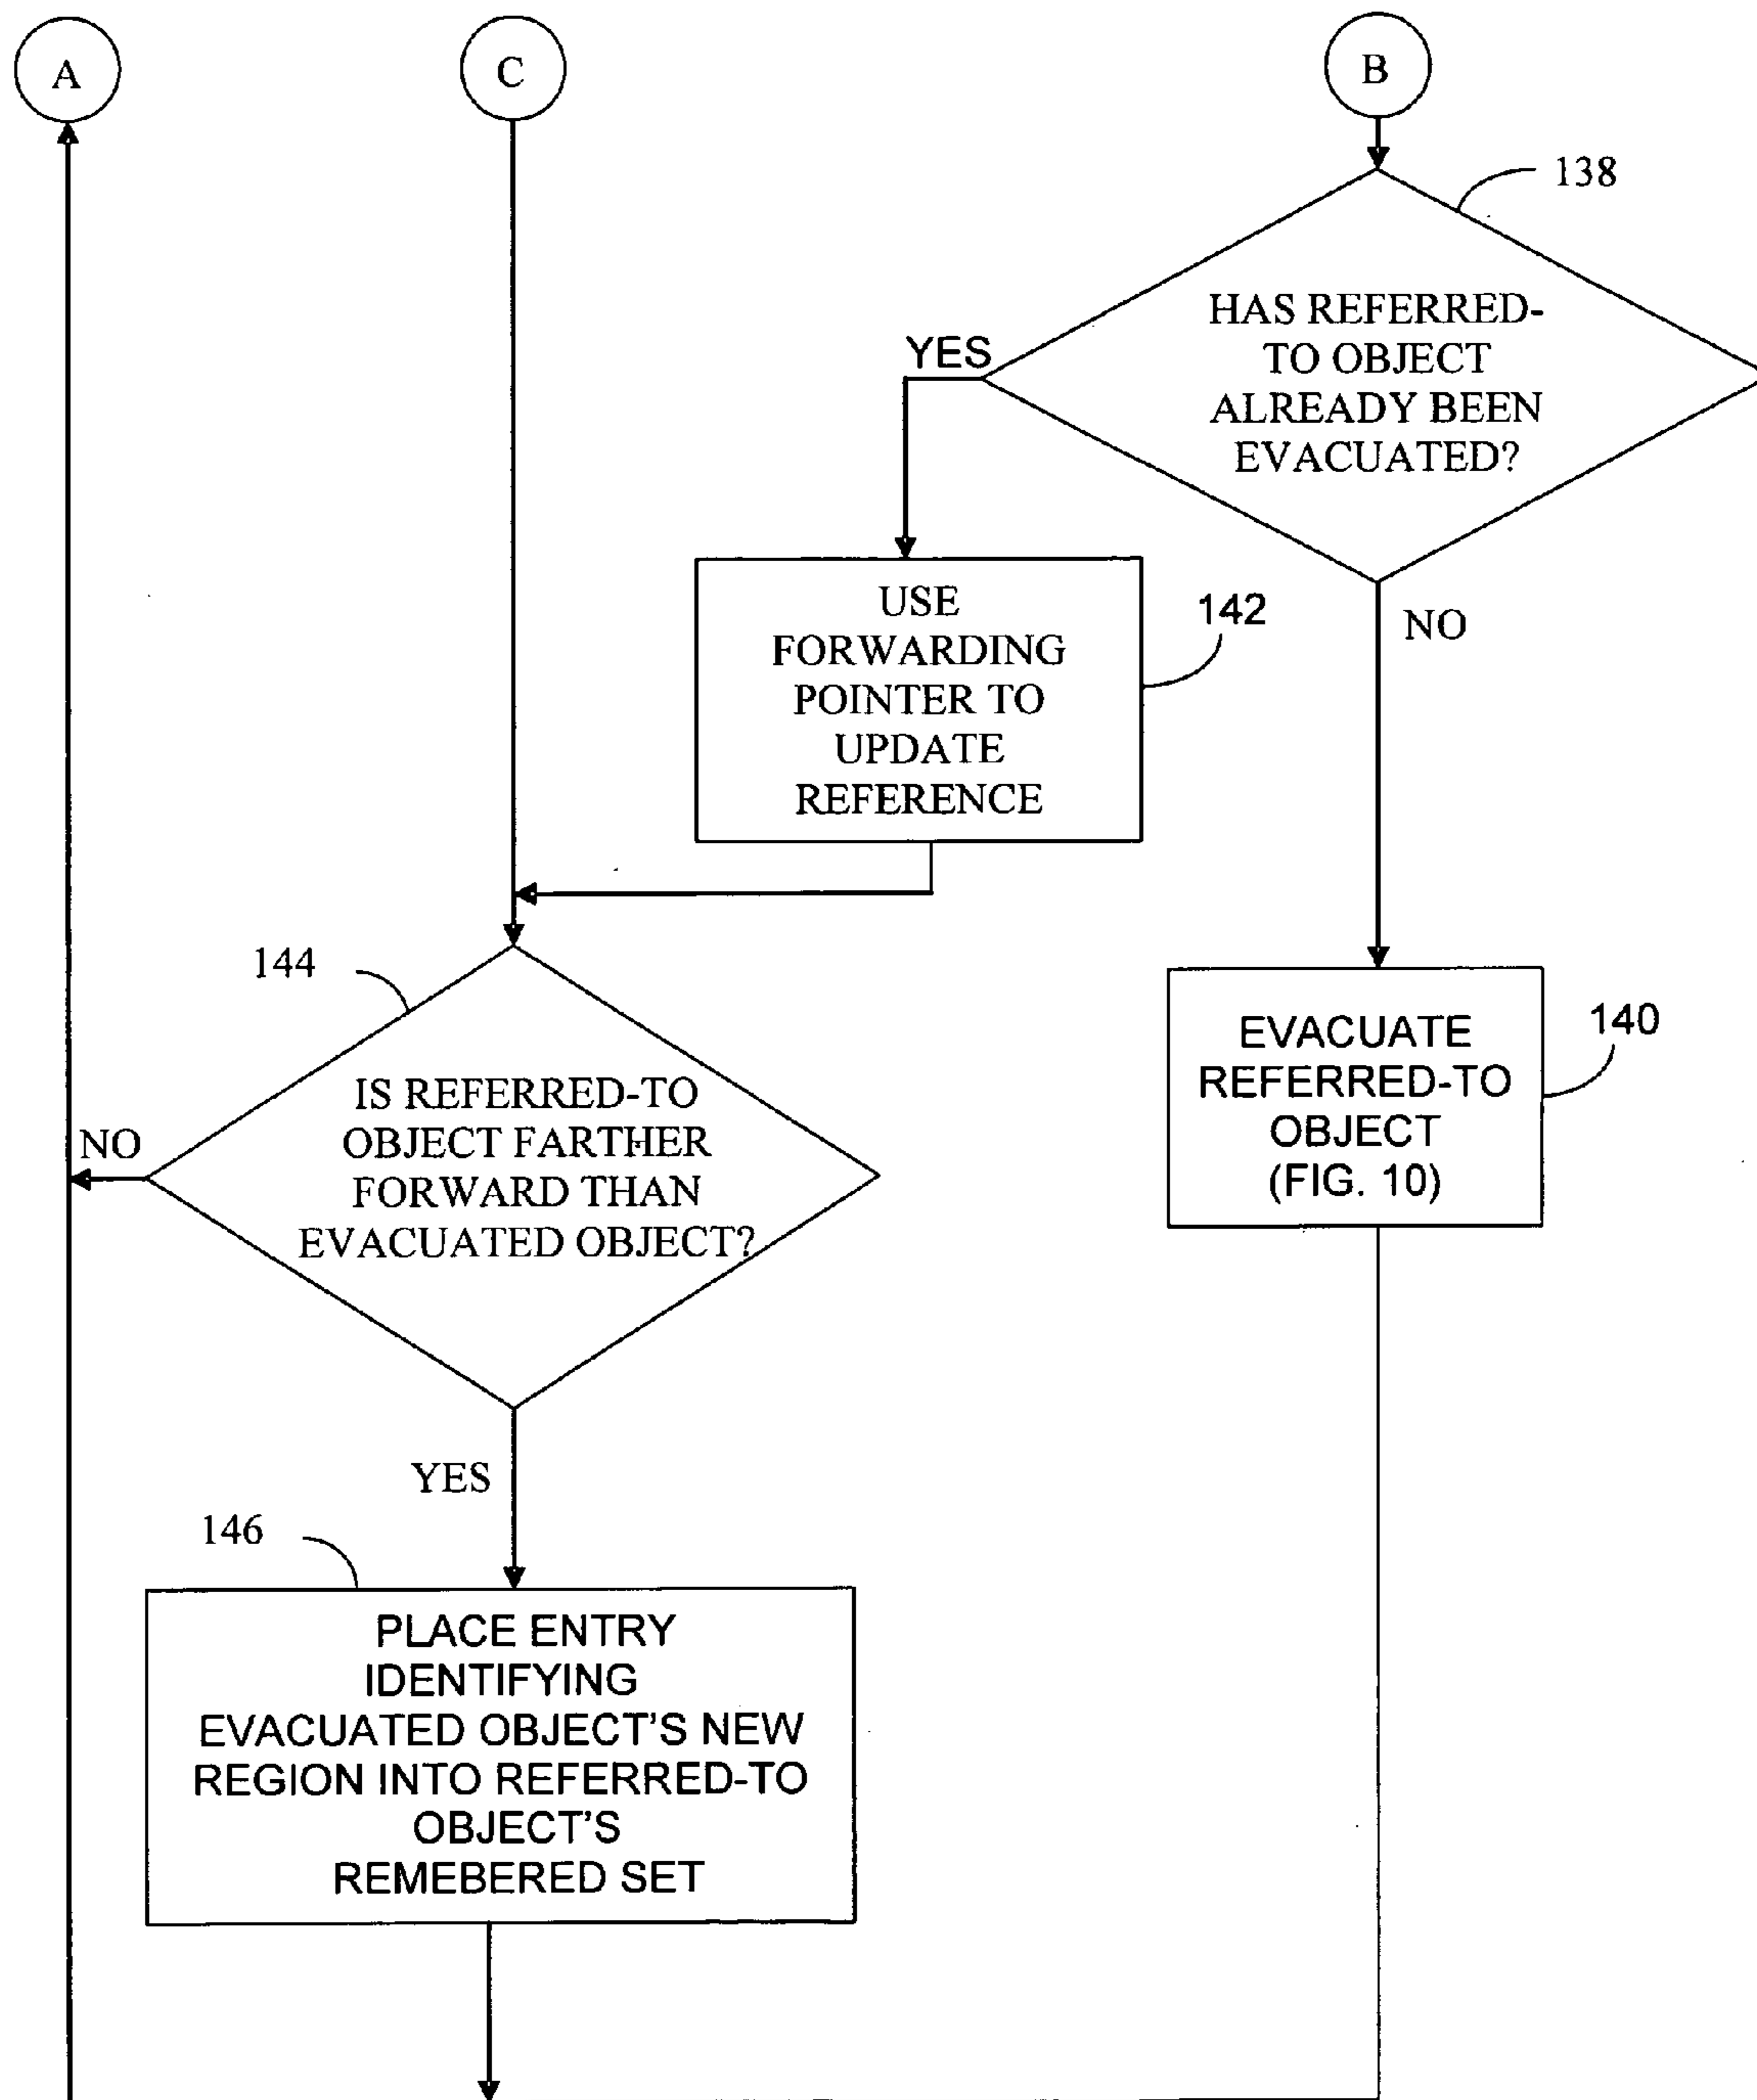 A
C
B
138
HAS REFERRED-
TO OBJECT
ALREADY BEEN
EVACUATED?
YES
NO
USE
FORWARDING
POINTER TO
UPDATE
REFERENCE
142
144
IS REFERRED-TO
OBJECT FARTHER
FORWARD THAN
EVACUATED OBJECT?
NO
YES
EVACUATE
REFERRED-TO
OBJECT
(FIG. 10)
140
146
PLACE ENTRY
IDENTIFYING
EVACUATED OBJECT'S NEW
REGION INTO REFERRED-TO
OBJECT'S
REMEBERED SET